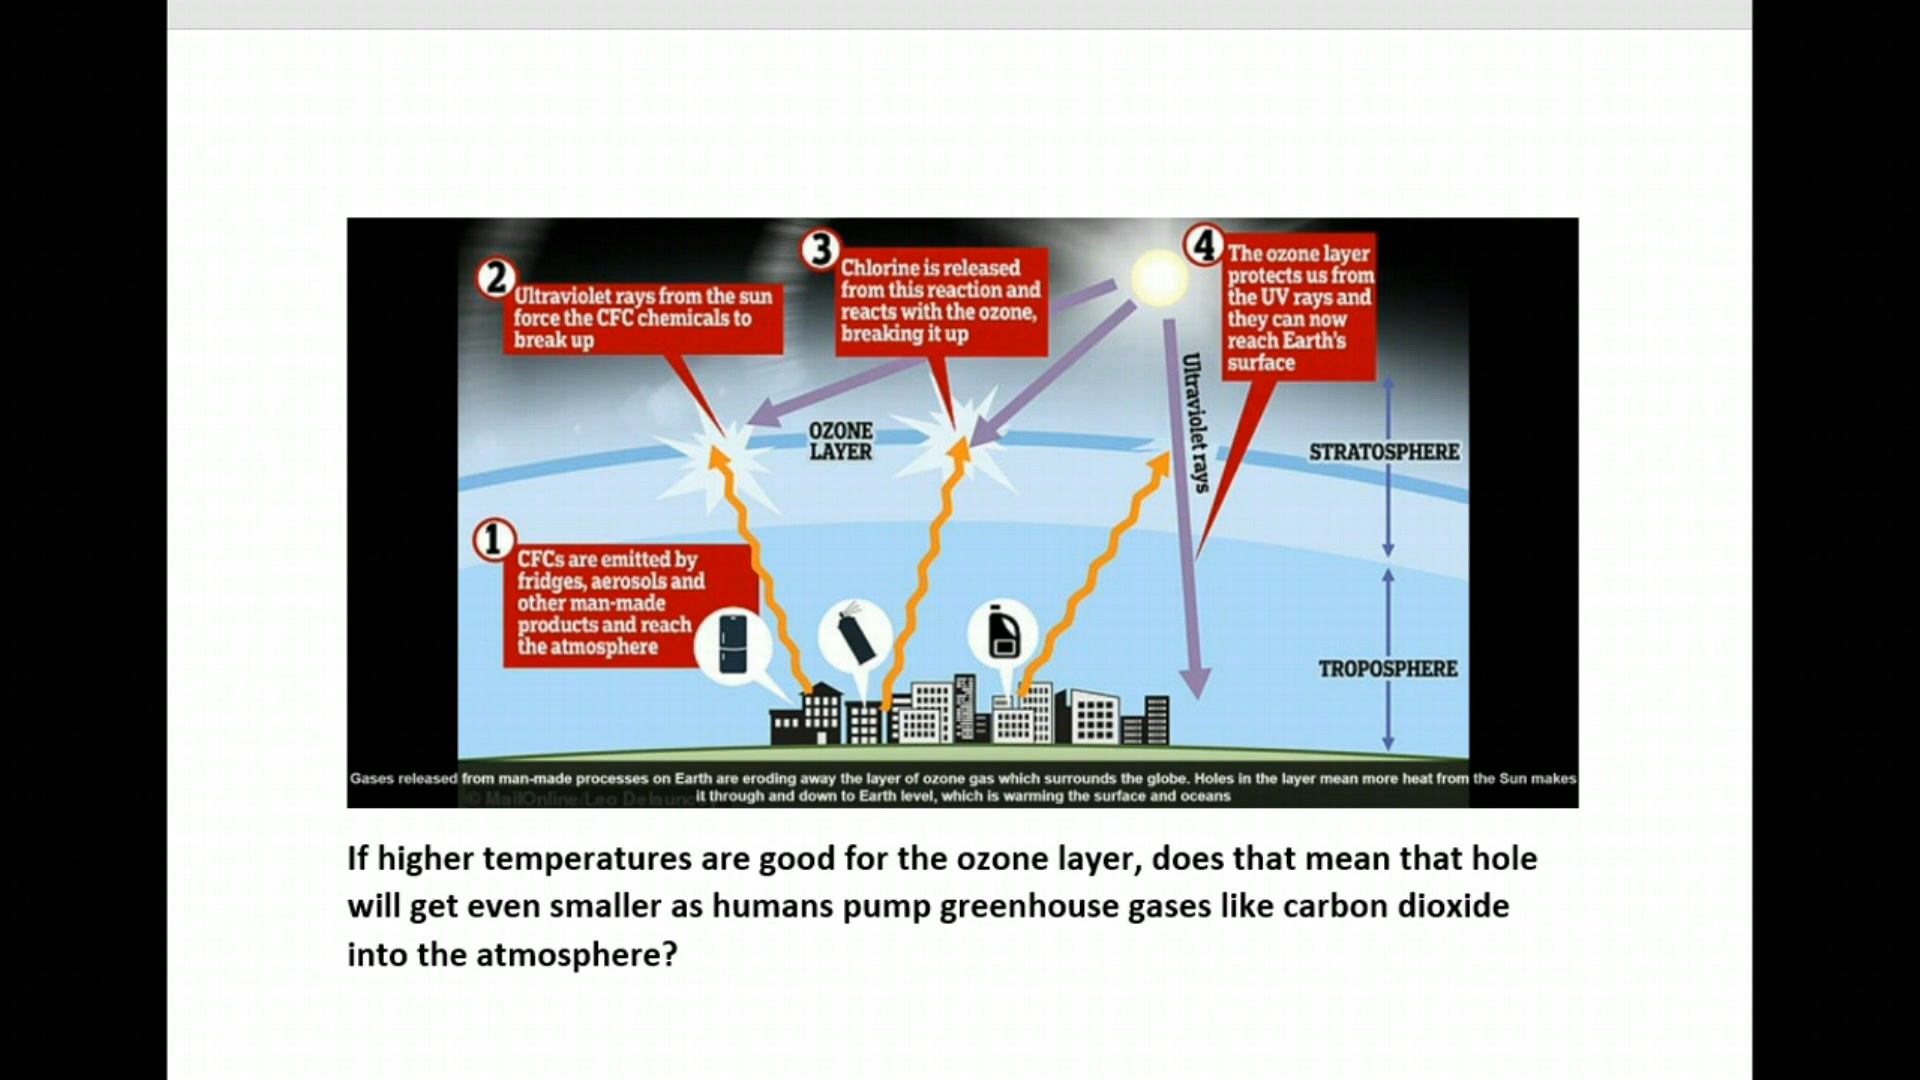 2
Ultraviolet rays from the sun
force the CFC chemicals to
break up
3
Chlorine is released
from this reaction and
reacts with the ozone,
breaking it up
4
The ozone layer
protects us from
the UV rays and
they can now
reach Earth's
surface
Ultraviolet rays
OZONE
LAYER
STRATOSPHERE
1
CFCs are emitted by
fridges, aerosols and
other man-made
products and reach
the atmosphere
TROPOSPHERE
Gases released from man-made processes on Earth are eroding away the layer of ozone gas which surrounds the globe. Holes in the layer mean more heat from the Sun makes
it through and down to Earth level, which is warming the surface and oceans
© MailOnline/Leo
If higher temperatures are good for the ozone layer, does that mean that hole
will get even smaller as humans pump greenhouse gases like carbon dioxide
into the atmosphere?